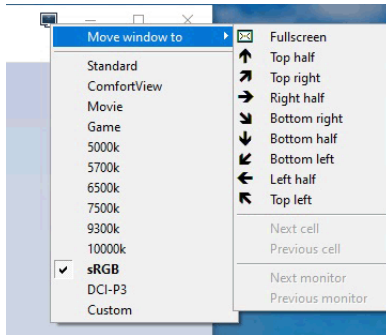 Move window to
Standard
ComfortView
Movie
Game
5000k
5700k
6500k
7500k
9300k
10000k
sRGB
DCI-P3
Custom
Fullscreen
Top half
Top right
Right half
Bottom right
Bottom half
Bottom left
Left half
Top left
Next cell
Previous cell
Next monitor
Previous monitor